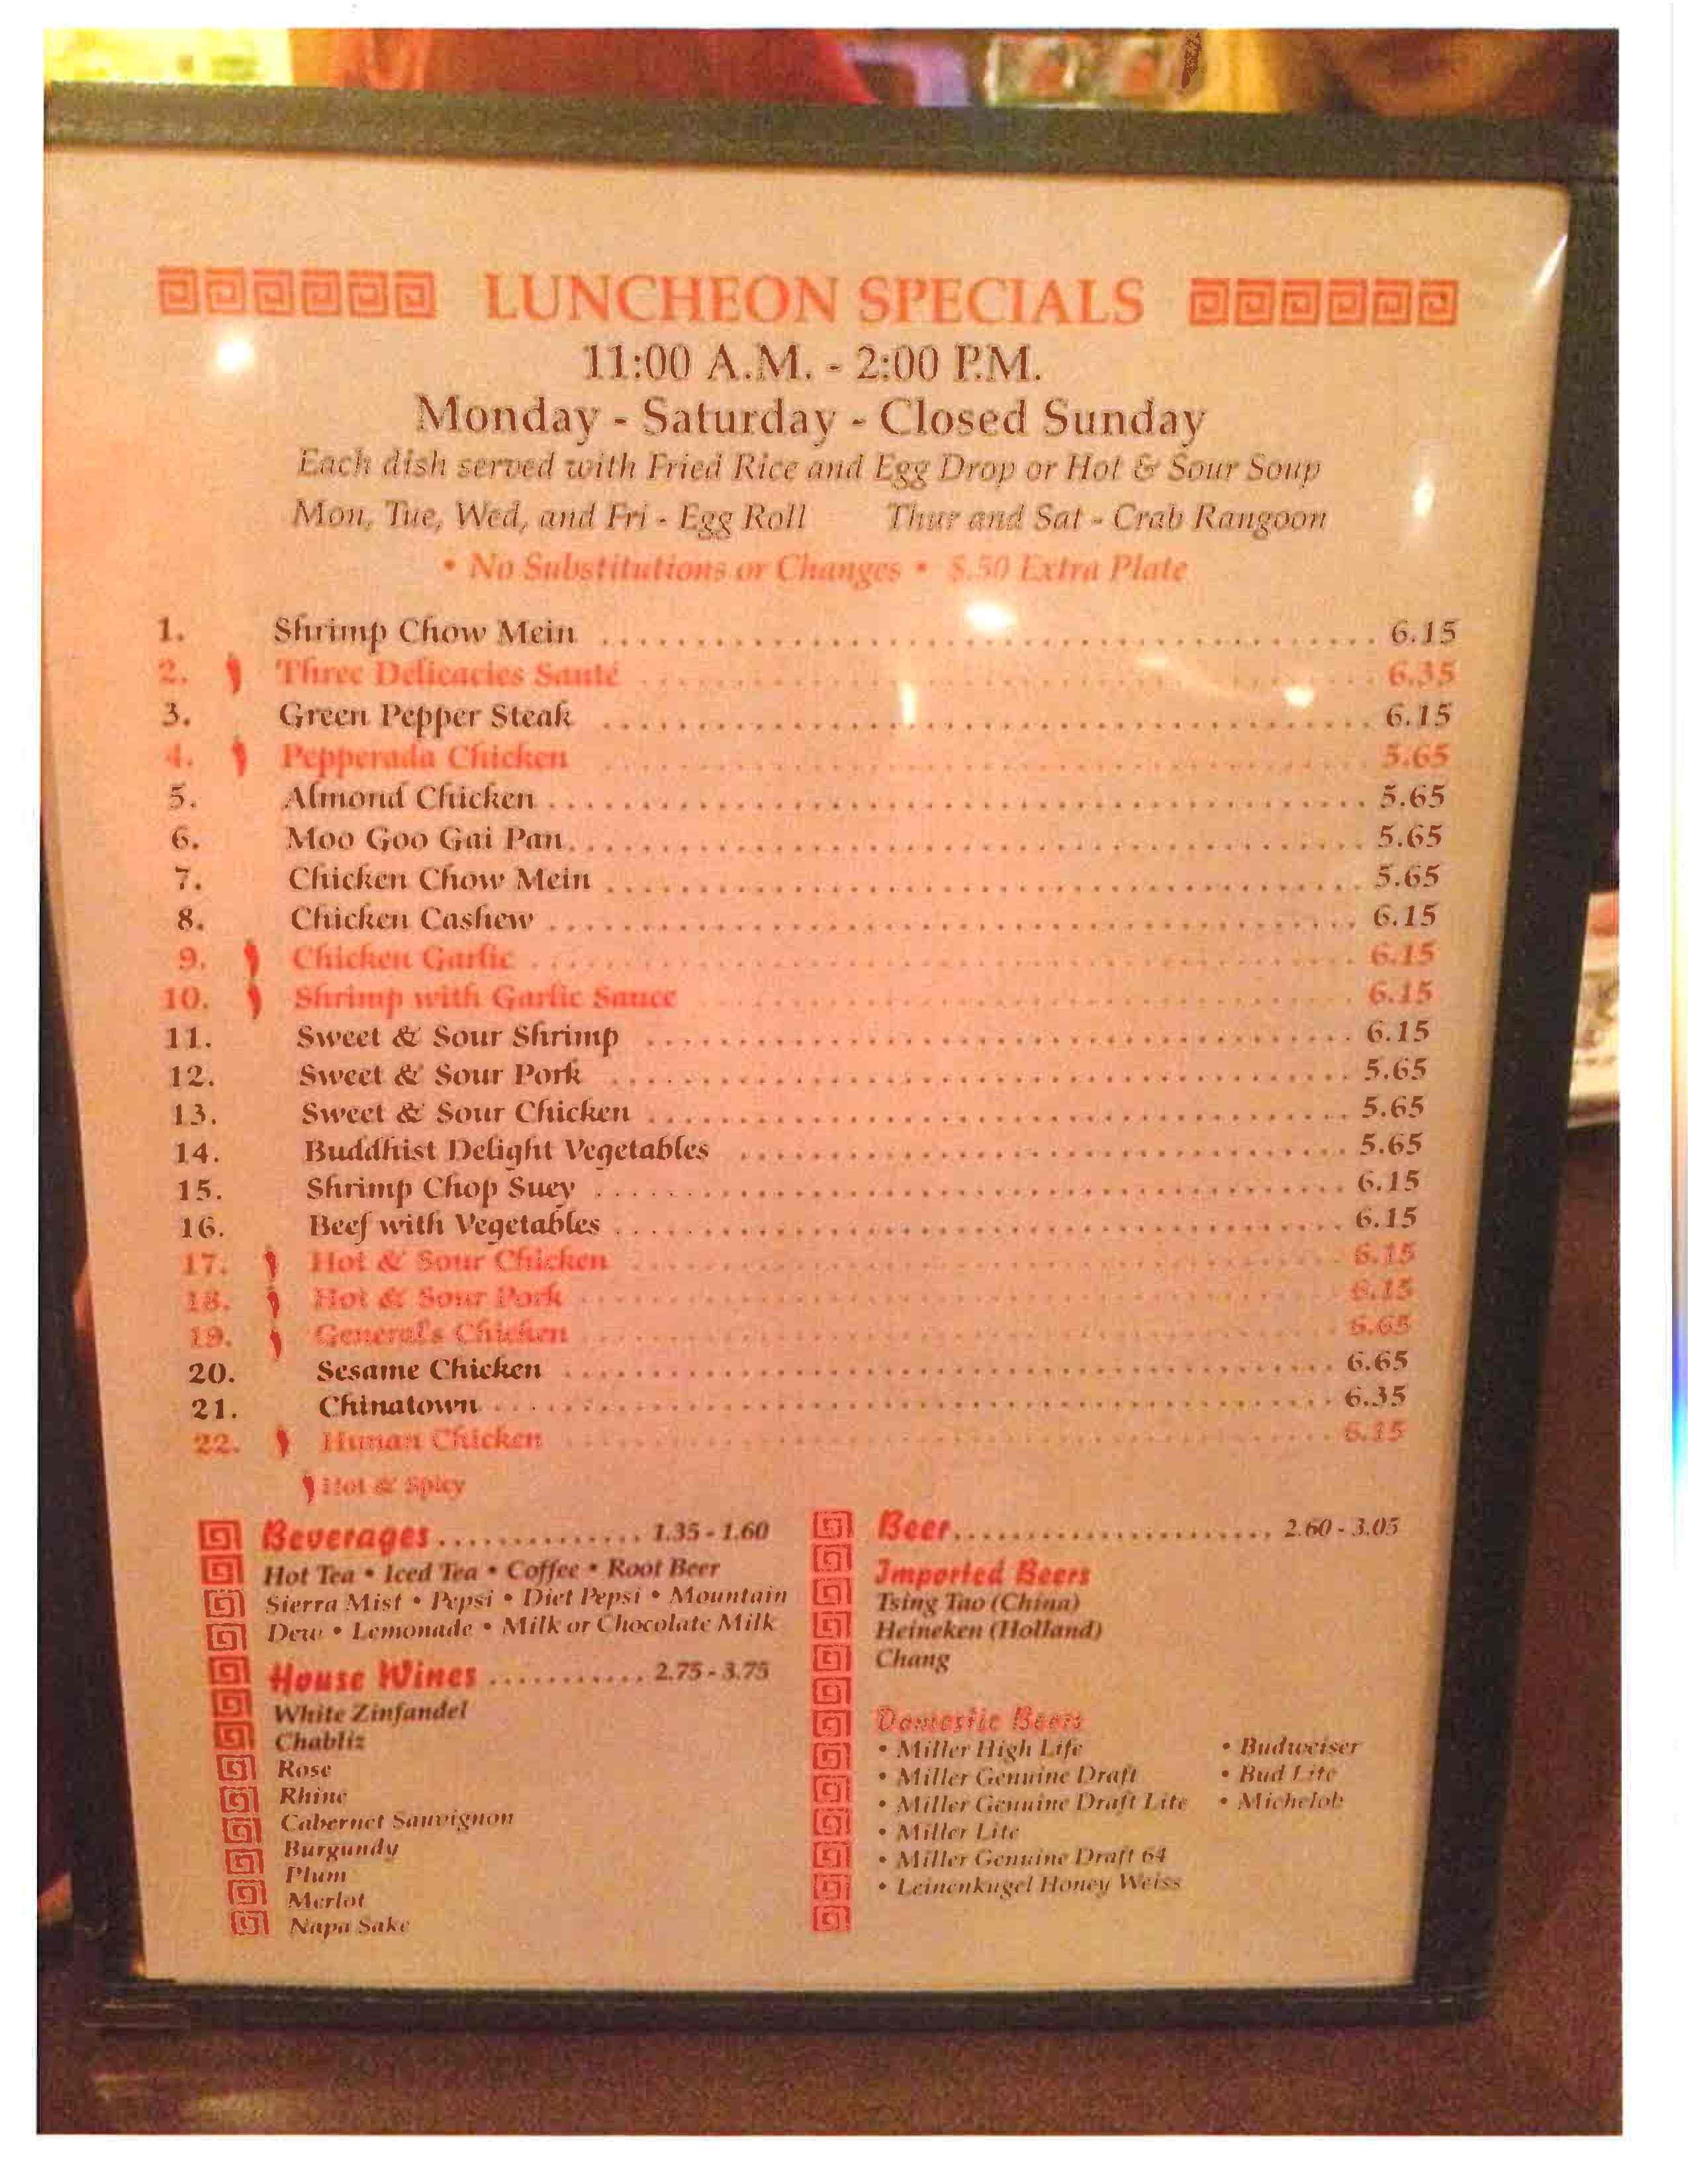 LUNCHEON SPECIALS
11:00 A.M. - 2:00 P.M.
Monday - Saturday - Closed Sunday
Each dish served with Fried Rice and Egg Drop or Hot & Sour Soup
Mon, Tue, Wed, and Fri - Egg Roll Thur and Sat - Crab Rangoon
• No Substitutions or Changes • $.50 Extra Plate
1. Shrimp Chow Mein 6.15
2. Three Delicacies Sauté 6.35
3. Green Pepper Steak 6.15
4. Pepperada Chicken 5.65
5. Almond Chicken 5.65
6. Moo Goo Gai Pan 5.65
7. Chicken Chow Mein 5.65
8. Chicken Cashew 6.15
9. Chicken Garlic 6.15
10. Shrimp with Garlic Sauce 6.15
11. Sweet & Sour Shrimp 6.15
12. Sweet & Sour Pork 5.65
13. Sweet & Sour Chicken 5.65
14. Buddhist Delight Vegetables 5.65
15. Shrimp Chop Suey 6.15
16. Beef with Vegetables 6.15
17. Hot & Sour Chicken 6.15
18. Hot & Sour Pork 6.15
19. General's Chicken
20. Sesame Chicken 6.65
21. Chinatown 6.35
22. Hunan Chicken 6.15
Hot & Spicy
Beverages 1.35 - 1.60
Hot Tea • Iced Tea • Coffee • Root Beer
Sierra Mist • Pepsi • Diet Pepsi • Mountain
Dew • Lemonade • Milk or Chocolate Milk
House Wines 2.75 - 3.75
White Zinfandel
Chabliz
Rose
Rhine
Cabernet Sauvignon
Burgundy
Plum
Merlot
Napa Sake
Beer 2.60 - 3.05
Imported Beers
Tsing Tao (China)
Heineken (Holland)
Chang
Domestic Beers
• Miller High Life
• Miller Genuine Draft
• Miller Genuine Draft Lite
• Miller Lite
• Miller Genuine Draft 64
• Leinenkugel Honey Weiss
• Budweiser
• Bud Lite
• Michelob